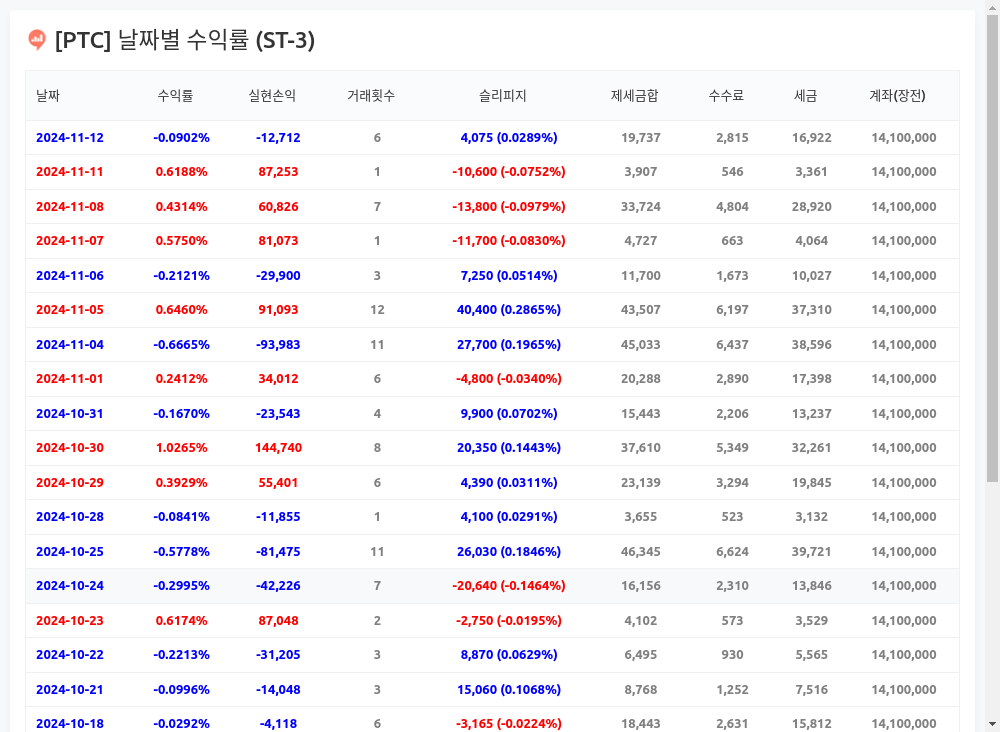 [PTC] 날짜별 수익률 (ST-3)
날짜 수익률 실현손익 거래횟수 슬리피지 제세금합 수수료 세금 계좌(장전)
2024-11-12 -0.0902% -12,712 6 4,075 (0.0289%) 19,737 2,815 16,922 14,100,000
2024-11-11 0.6188% 87,253 1 -10,600 (-0.0752%) 3,907 546 3,361 14,100,000
2024-11-08 0.4314% 60,826 7 -13,800 (-0.0979%) 33,724 4,804 28,920 14,100,000
2024-11-07 0.5750% 81,073 1 -11,700 (-0.0830%) 4,727 663 4,064 14,100,000
2024-11-06 -0.2121% -29,900 3 7,250 (0.0514%) 11,700 1,673 10,027 14,100,000
2024-11-05 0.6460% 91,093 12 40,400 (0.2865%) 43,507 6,197 37,310 14,100,000
2024-11-04 -0.6665% -93,983 11 27,700 (0.1965%) 45,033 6,437 38,596 14,100,000
2024-11-01 0.2412% 34,012 6 -4,800 (-0.0340%) 20,288 2,890 17,398 14,100,000
2024-10-31 -0.1670% -23,543 4 9,900 (0.0702%) 15,443 2,206 13,237 14,100,000
2024-10-30 1.0265% 144,740 8 20,350 (0.1443%) 37,610 5,349 32,261 14,100,000
2024-10-29 0.3929% 55,401 6 4,390 (0.0311%) 23,139 3,294 19,845 14,100,000
2024-10-28 -0.0841% -11,855 1 4,100 (0.0291%) 3,655 523 3,132 14,100,000
2024-10-25 -0.5778% -81,475 11 26,030 (0.1846%) 46,345 6,624 39,721 14,100,000
2024-10-24 -0.2995% -42,226 7 -20,640 (-0.1464%) 16,156 2,310 13,846 14,100,000
2024-10-23 0.6174% 87,048 2 -2,750 (-0.0195%) 4,102 573 3,529 14,100,000
2024-10-22 -0.2213% -31,205 3 8,870 (0.0629%) 6,495 930 5,565 14,100,000
2024-10-21 -0.0996% -14,048 3 15,060 (0.1068%) 8,768 1,252 7,516 14,100,000
2024-10-18 -0.0292% -4,118 6 -3,165 (-0.0224%) 18,443 2,631 15,812 14,100,000